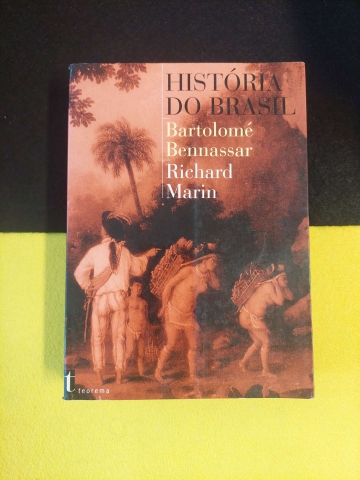 HISTÓRIA
DO BRASIL
Bartolomé
Bennassar
Richard
Marin
t
teorema